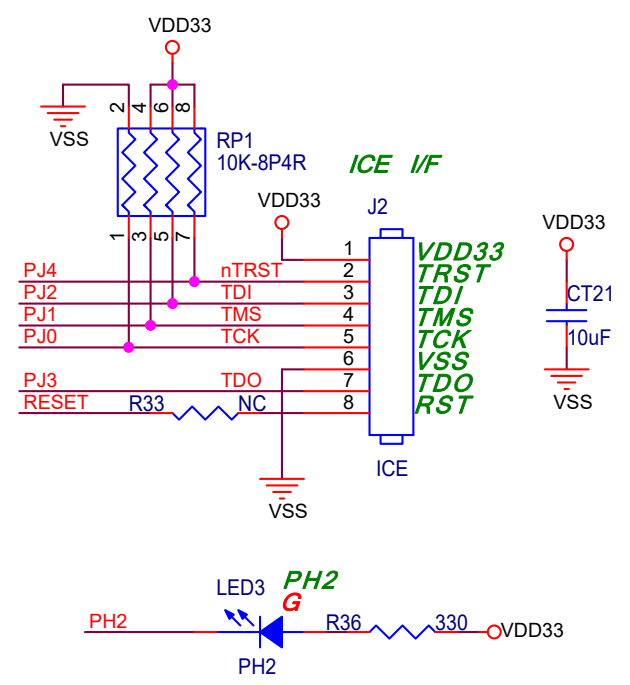 VDD33
2 4 6 8
VSS
RP1
10K-8P4R
1 3 5 7
ICE I/F
VDD33
J2
1 VDD33
PJ4 nTRST 2 TRST
PJ2 TDI 3 TDI
PJ1 TMS 4 TMS
PJ0 TCK 5 TCK
6 VSS
PJ3 TDO 7 TDO
RESET R33 NC 8 RST
ICE
VSS
VDD33
CT21
10uF
VSS
PH2
LED3
G
PH2 R36 330 VDD33
PH2